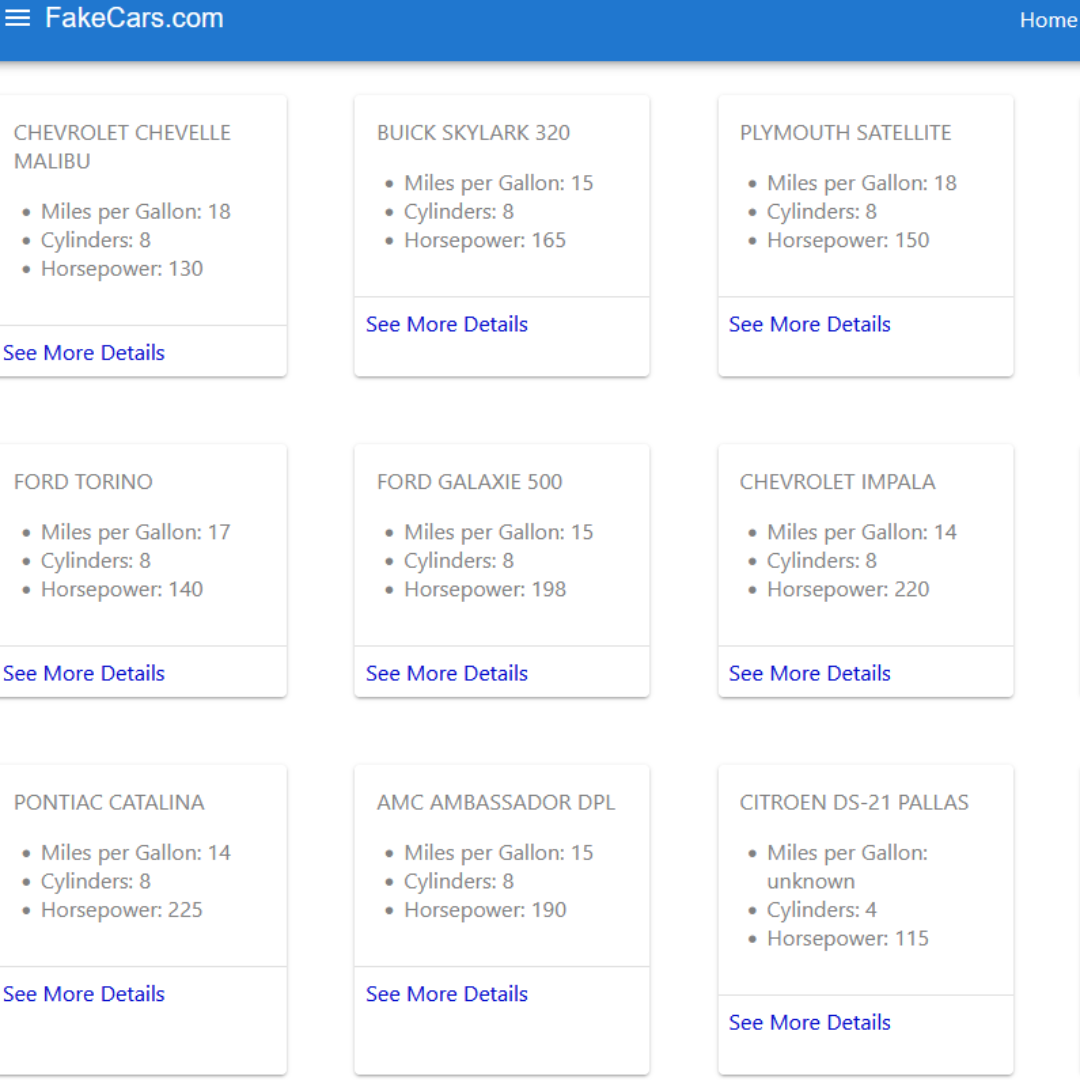 FakeCars.com
Home
CHEVROLET CHEVELLE
MALIBU
Miles per Gallon: 18
Cylinders: 8
Horsepower: 130
See More Details
BUICK SKYLARK 320
Miles per Gallon: 15
Cylinders: 8
Horsepower: 165
See More Details
PLYMOUTH SATELLITE
Miles per Gallon: 18
Cylinders: 8
Horsepower: 150
See More Details
FORD TORINO
Miles per Gallon: 17
Cylinders: 8
Horsepower: 140
See More Details
FORD GALAXIE 500
Miles per Gallon: 15
Cylinders: 8
Horsepower: 198
See More Details
CHEVROLET IMPALA
Miles per Gallon: 14
Cylinders: 8
Horsepower: 220
See More Details
PONTIAC CATALINA
Miles per Gallon: 14
Cylinders: 8
Horsepower: 225
See More Details
AMC AMBASSADOR DPL
Miles per Gallon: 15
Cylinders: 8
Horsepower: 190
See More Details
CITROEN DS-21 PALLAS
Miles per Gallon:
unknown
Cylinders: 4
Horsepower: 115
See More Details